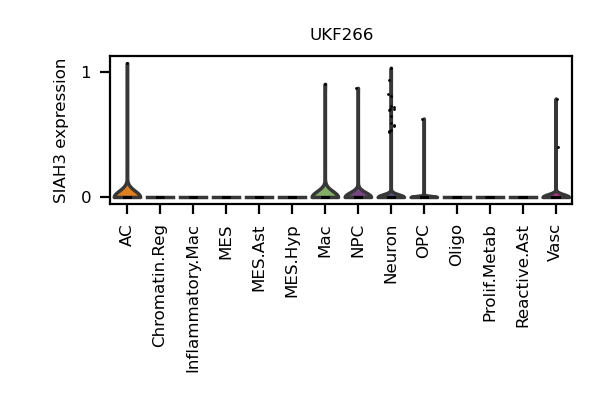 UKF266
SIAH3 expression
1
0
AC
Chromatin.Reg
Inflammatory.Mac
MES
MES.Ast
MES.Hyp
Mac
NPC
Neuron
OPC
Oligo
Prolif.Metab
Reactive.Ast
Vasc